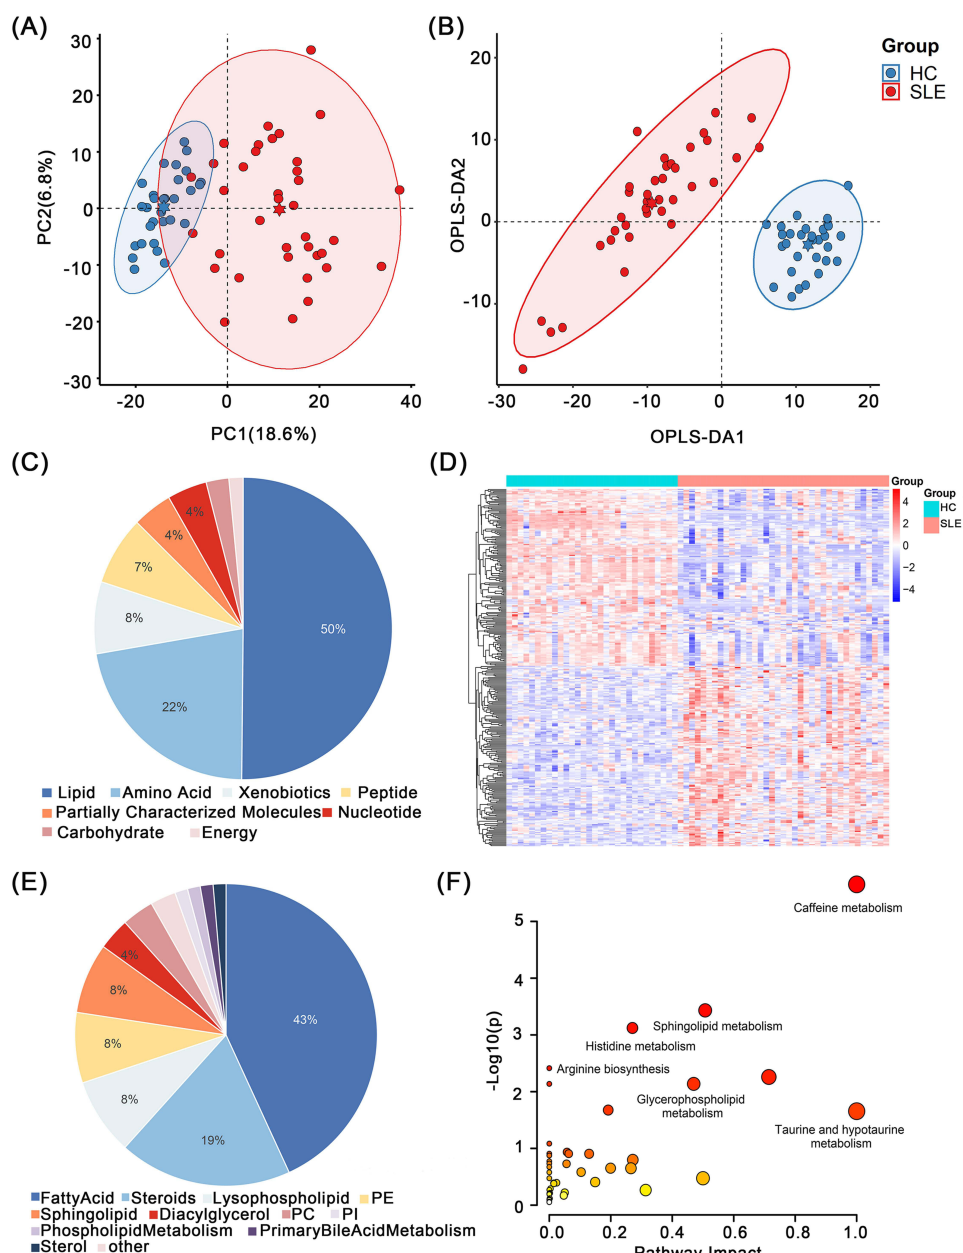 (A)
30
20
10
0
-10
-20
-30
PC2(6.8%)
-20
0
20
40
PC1(18.6%)
(B)
20
10
0
-10
OPLS-DA2
-30
-20
-10
0
10
20
OPLS-DA1
Group
HC
SLE
(C)
4%
4%
7%
8%
50%
22%
Lipid Amino Acid Xenobiotics Peptide
Partially Characterized Molecules Nucleotide
Carbohydrate Energy
(D)
Group
4
2
0
−2
−4
Group
HC
SLE
(E)
4%
8%
8%
8%
43%
19%
FattyAcid Steroids Lysophospholipid PE
Sphingolipid Diacylglycerol PC PI
PhospholipidMetabolism PrimaryBileAcidMetabolism
Sterol other
(F)
Caffeine metabolism
5
4
3
2
1
0
-Log10(p)
Sphingolipid metabolism
Histidine metabolism
Arginine biosynthesis
Glycerophospholipid
metabolism
Taurine and hypotaurine
metabolism
0.0
0.2
0.4
0.6
0.8
1.0
Pathway Impact